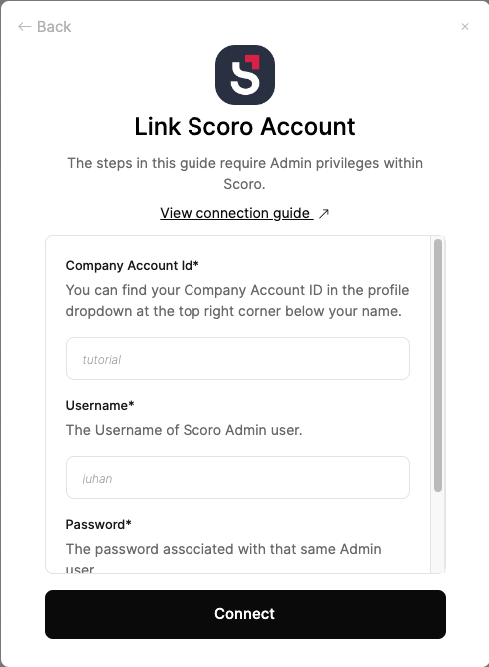 ← Back
×
Link Scoro Account
The steps in this guide require Admin privileges within
Scoro.
View connection guide ↗
Company Account Id*
You can find your Company Account ID in the profile
dropdown at the top right corner below your name.
tutorial
Username*
The Username of Scoro Admin user.
juhan
Password*
The password associated with that same Admin
user
Connect